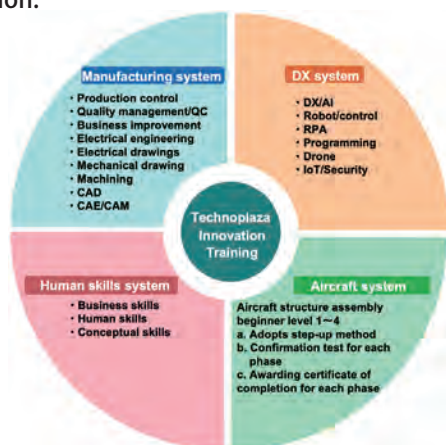 ion.
Manufacturing system
・Production control
・Quality management/QC
・Business improvement
・Electrical engineering
・Electrical drawings
・Mechanical drawing
・Machining
・CAD
・CAE/CAM
DX system
・DX/AI
・Robot/control
・RPA
・Programming
・Drone
・IoT/Security
Technoplaza
Innovation
Training
Human skills system
・Business skills
・Human skills
・Conceptual skills
Aircraft system
Aircraft structure assembly
beginner level 1～4
a. Adopts step-up method
b. Confirmation test for each
phase
c. Awarding certificate of
completion for each phase